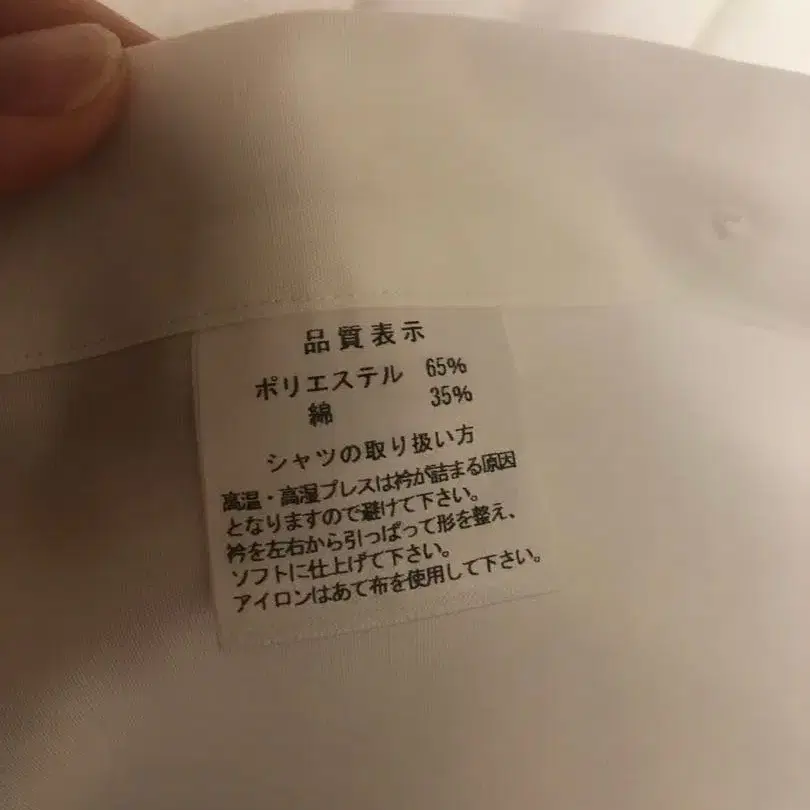 品質表示
ポリエステル 65%
綿 35%
シャツの取り扱い方
高温・高湿プレスは衿が詰まる原因
となりますので避けて下さい。
衿を左右から引っぱって形を整え、
ソフトに仕上げて下さい。
アイロンはあて布を使用して下さい。